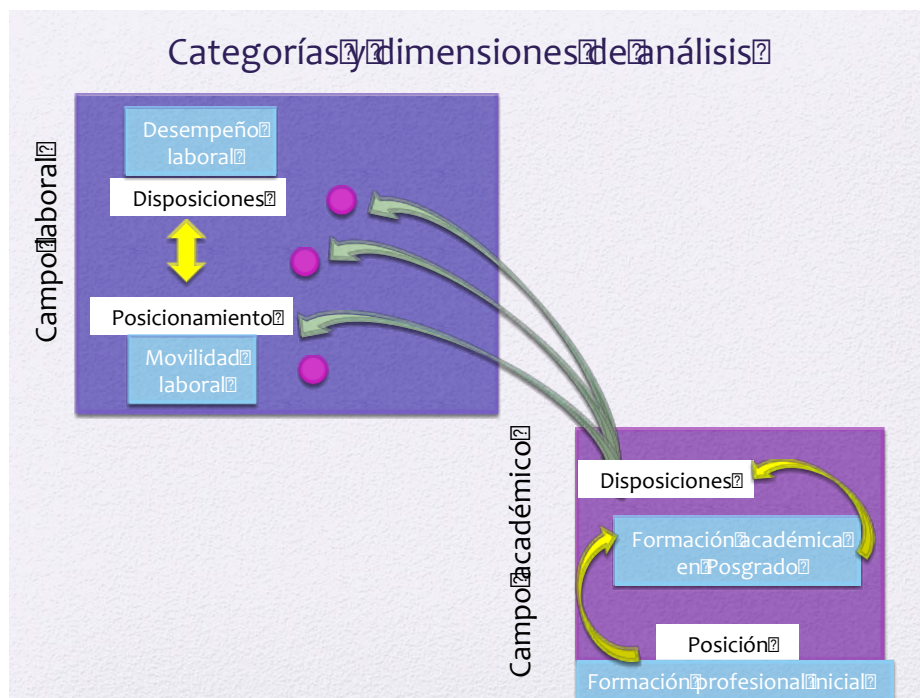 Categorías y dimensiones de análisis
Campo laboral
Desempeño
laboral
Disposiciones
Posicionamiento
Movilidad
laboral
Campo académico
Disposiciones
Formación académica
en Posgrado
Posición
Formación profesional inicial